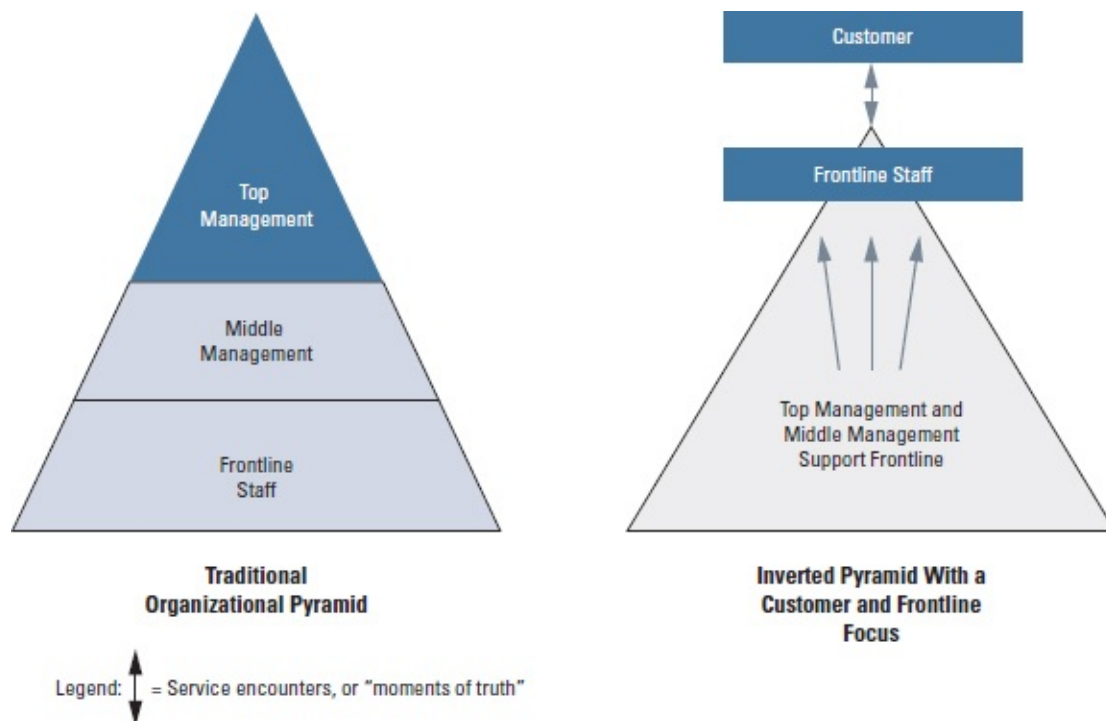 Top
Management
Middle
Management
Frontline
Staff
Traditional
Organizational Pyramid
Customer
Frontline Staff
Top Management and
Middle Management
Support Frontline
Inverted Pyramid With a
Customer and Frontline
Focus
Legend: = Service encounters, or “moments of truth”